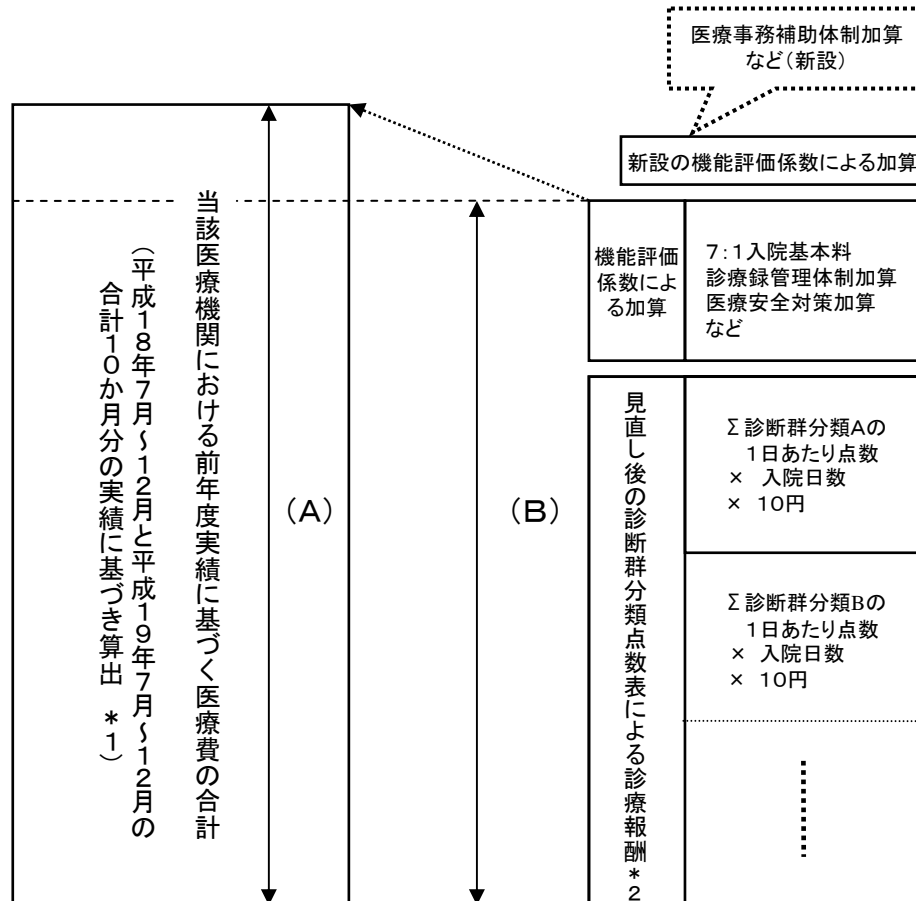 医療事務補助体制加算
など(新設)
新設の機能評価係数による加算
当該医療機関における前年度実績に基づく医療費の合計
(平成18年7月~12月と平成19年7月~12月の
合計10か月分の実績に基づき算出 *1)
(A)
(B)
機能評価
係数によ
る加算
7:1入院基本料
診療録管理体制加算
医療安全対策加算
など
見直し後の診断群分類点数表による診療報酬*2
Σ診断群分類Aの
1日あたり点数
× 入院日数
× 10円
Σ診断群分類Bの
1日あたり点数
× 入院日数
× 10円